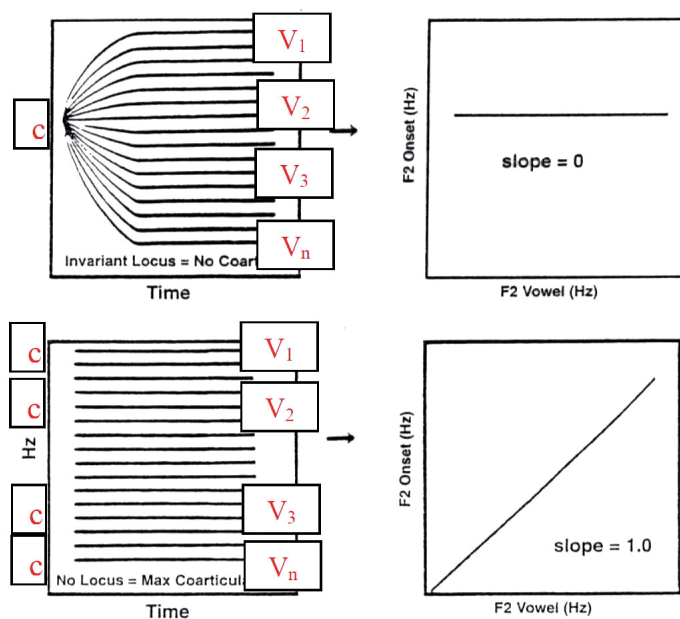 V1
C
V2
V3
Vn
Invariant Locus = No Coart
Time
F2 Onset (Hz)
slope = 0
F2 Vowel (Hz)
C
V1
C
V2
Hz
C
V3
C
Vn
No Locus = Max Coarticul
Time
F2 Onset (Hz)
slope = 1.0
F2 Vowel (Hz)